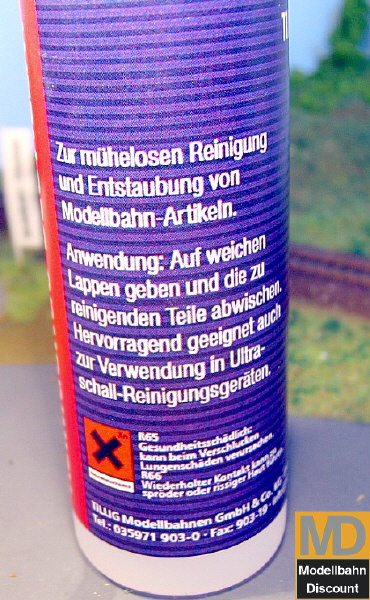 Zur mühelosen Reinigung
und Entstaubung von
Modellbahn-Artikeln.
Anwendung: Auf weichen
Lappen geben und die zu
reinigenden Teile abwischen.
Hervorragend geeignet auch
zur Verwendung in Ultra-
schall-Reinigungsgeräten.
Xn
R65
Gesundheitsschädlich:
kann beim Verschlucken
Lungenschäden verursachen.
R66
Wiederholter Kontakt kann zu
spröder oder rissiger Haut führen.
TILLIG Modellbahnen GmbH & Co. KG
Tel.: 035971 903-0 · Fax: 903-19
MD
Modellbahn
Discount